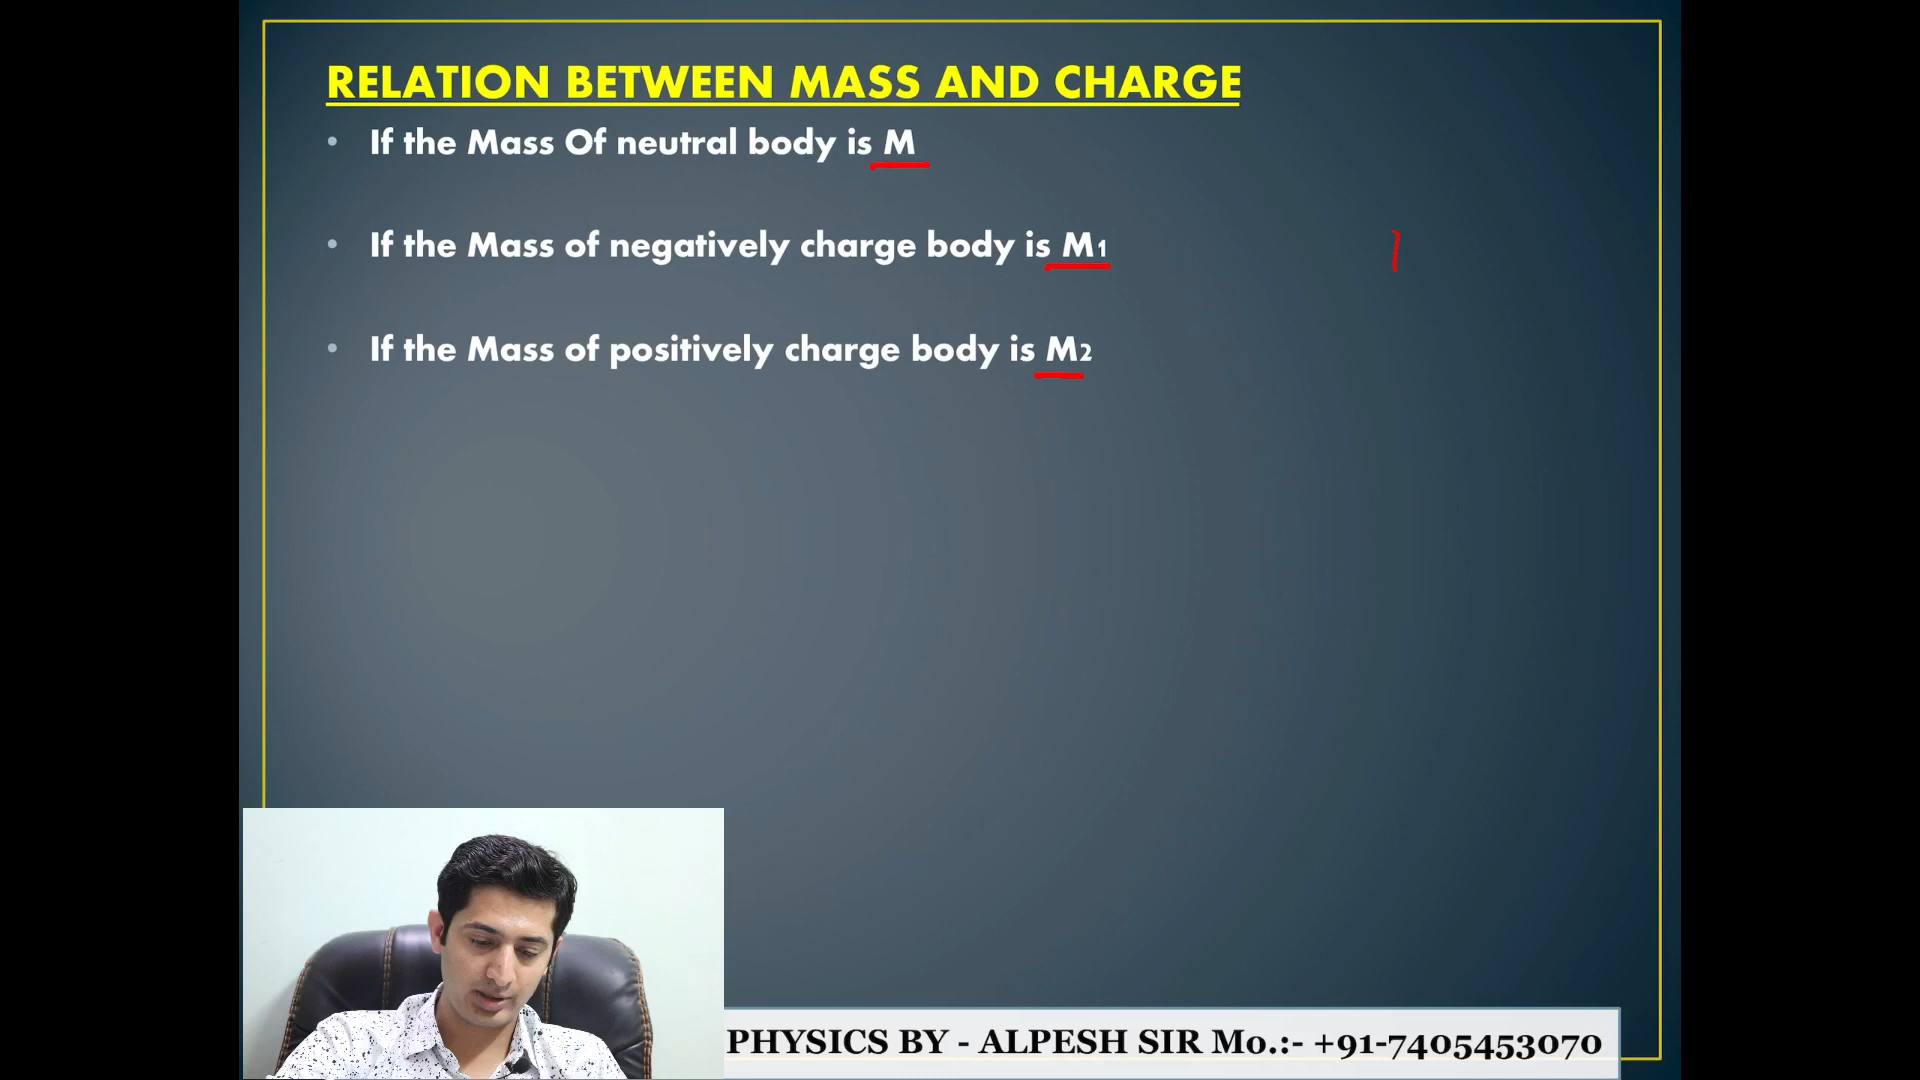 RELATION BETWEEN MASS AND CHARGE
• If the Mass Of neutral body is M
• If the Mass of negatively charge body is M1
• If the Mass of positively charge body is M2
PHYSICS BY - ALPESH SIR Mo.:- +91-7405453070